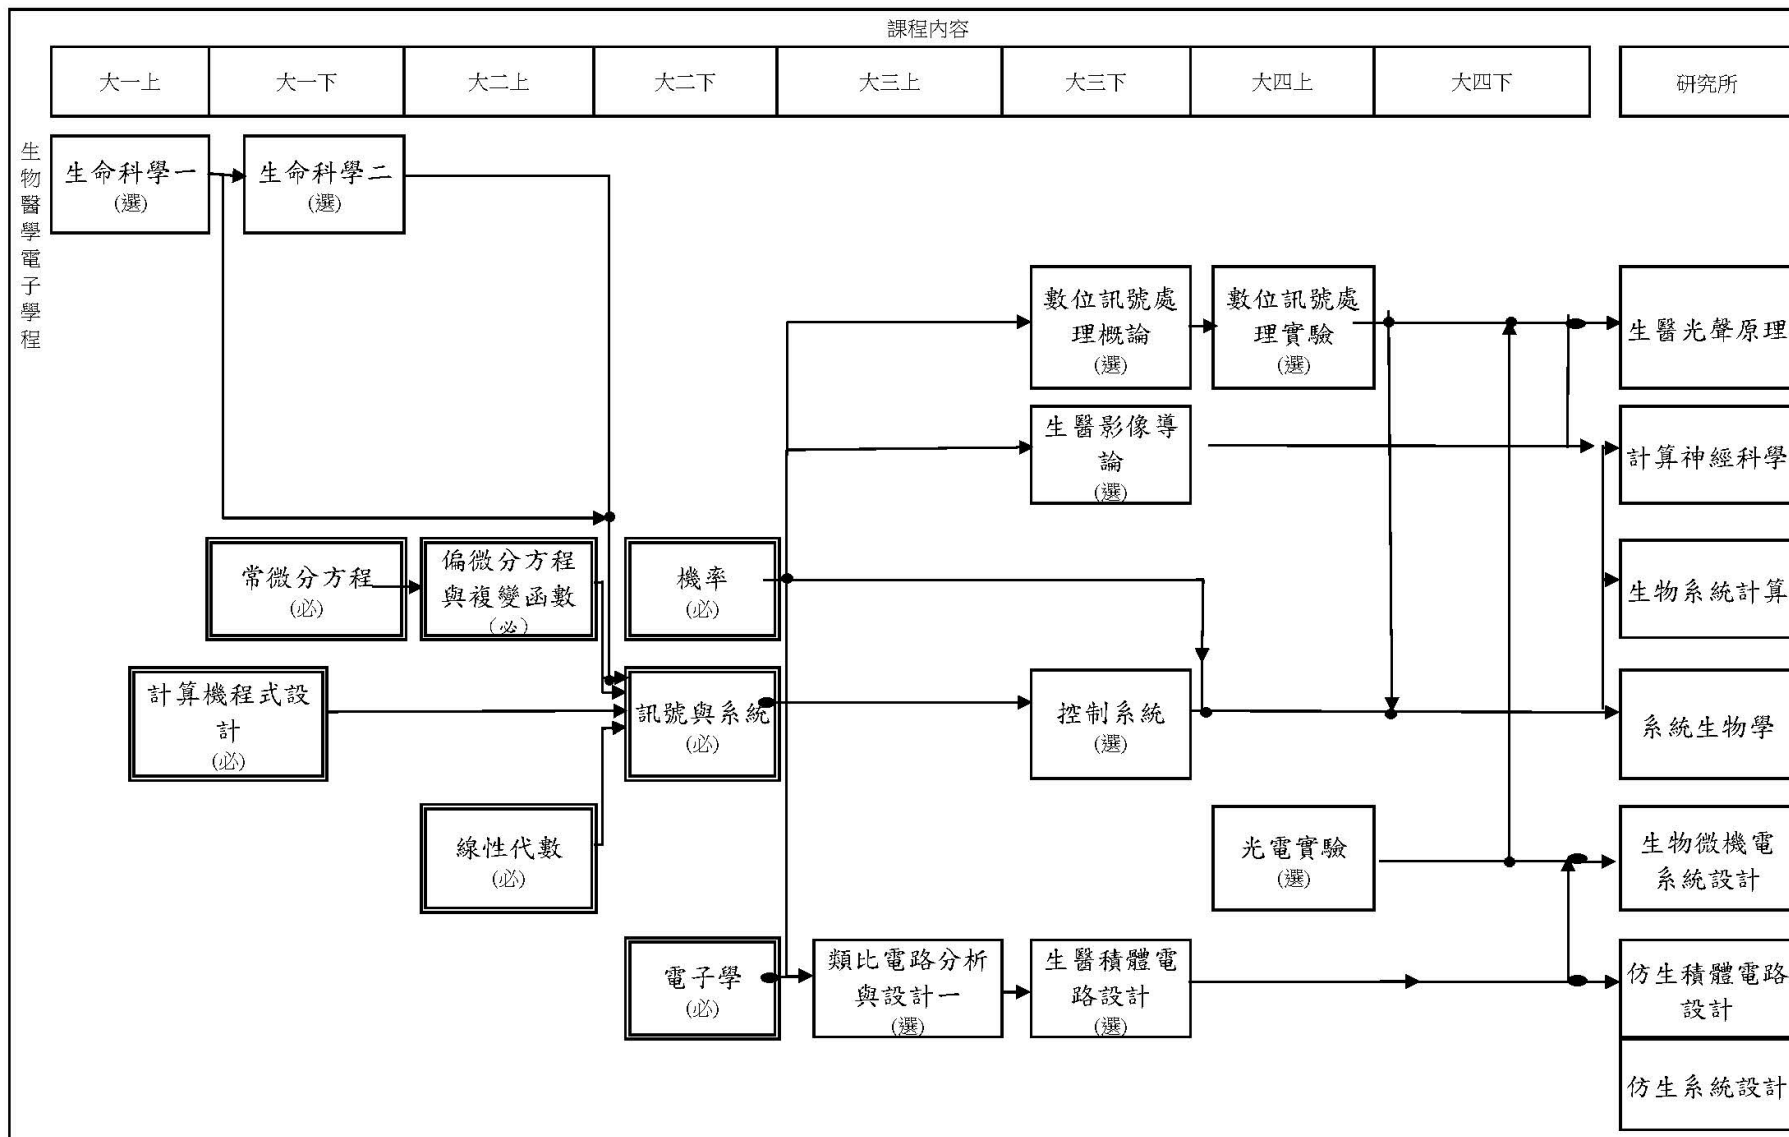 課程內容
大一上
大一下
大二上
大二下
大三上
大三下
大四上
大四下
研究所
生物醫學電子學程
生命科學一
(選)
生命科學二
(選)
數位訊號處
理概論
(選)
數位訊號處
理實驗
(選)
生醫光聲原理
生醫影像導
論
(選)
計算神經科學
常微分方程
(必)
偏微分方程
與複變函數
(必)
機率
(必)
生物系統計算
計算機程式設
計
(必)
訊號與系統
(必)
控制系統
(選)
系統生物學
線性代數
(必)
光電實驗
(選)
生物微機電
系統設計
電子學
(必)
類比電路分析
與設計一
(選)
生醫積體電
路設計
(選)
仿生積體電路
設計
仿生系統設計